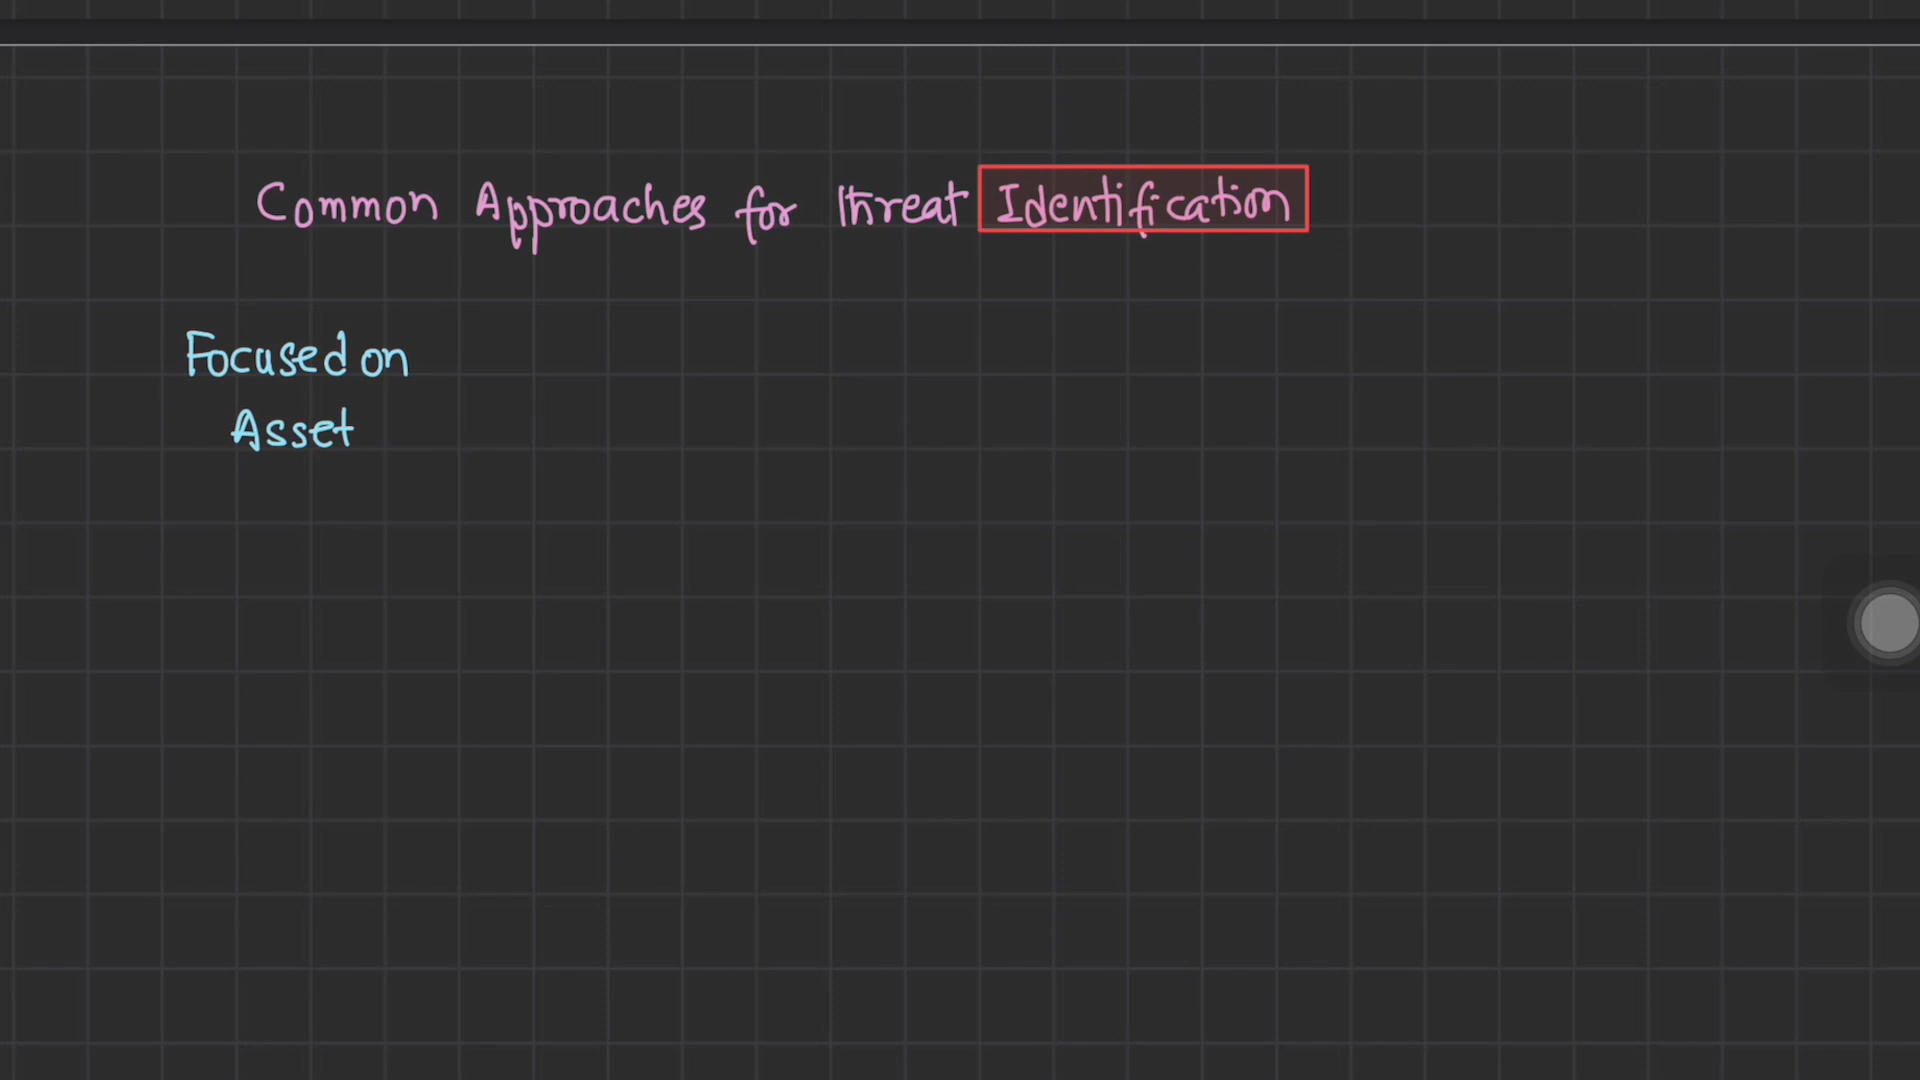 Common Approaches for threat Identification
Focused on
Asset